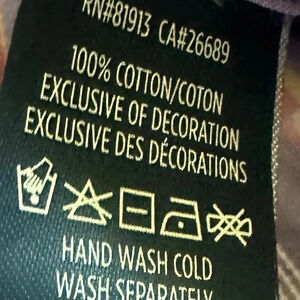 RN#81913 CA#26689
100% COTTON/COTON
EXCLUSIVE OF DECORATION
EXCLUSIVE DES DÉCORATIONS
HAND WASH COLD
WASH SEPARATELY